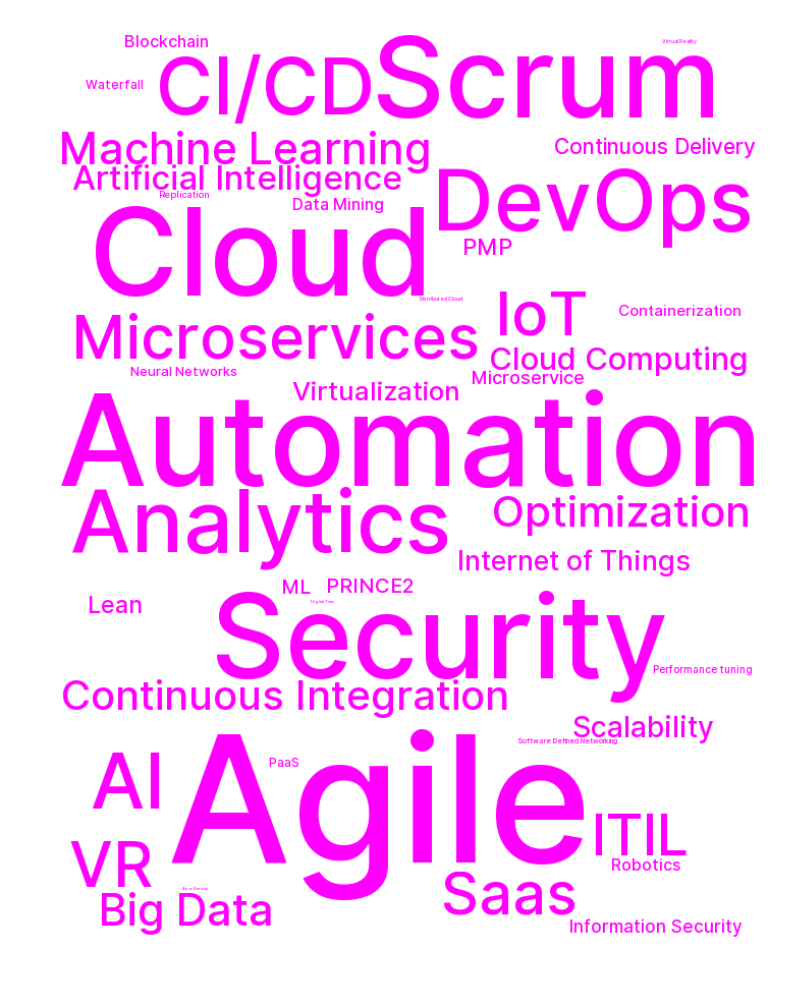 Blockchain
Virtual Reality
CI/CD
Scrum
Waterfall
Machine Learning
Continuous Delivery
Artificial Intelligence
DevOps
Replication
Data Mining
PMP
Cloud
Distributed Cloud
IoT
Containerization
Microservices
Cloud Computing
Neural Networks
Microservice
Virtualization
Automation
Analytics
Optimization
Internet of Things
ML
PRINCE2
Lean
Security
Performance tuning
Continuous Integration
Scalability
Software Defined Networking
PaaS
AI
Agile
ITIL
VR
Robotics
Saas
Big Data
Information Security